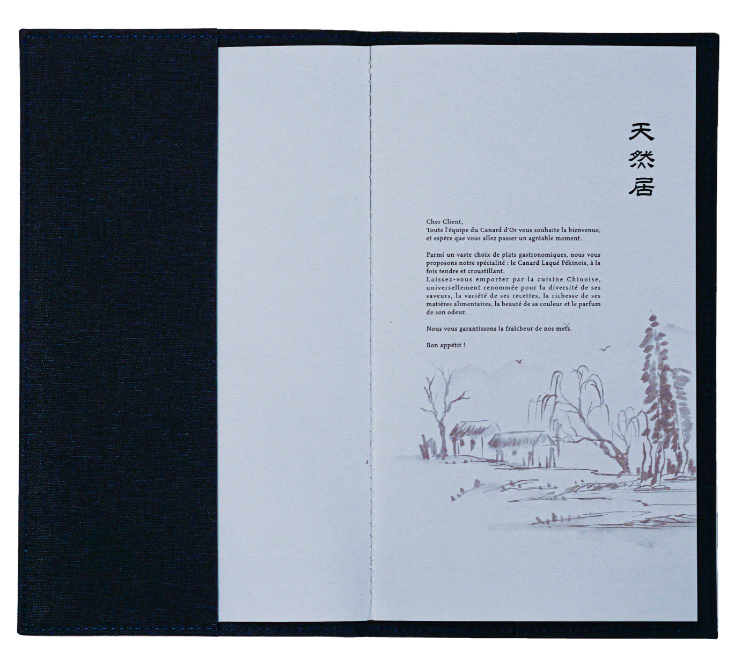 天然居
Cher Client,
Toute l'équipe du Canard d'Or vous souhaite la bienvenue,
et espère que vous allez passer un agréable moment.
Parmi un vaste choix de plats gastronomiques, nous vous
proposons notre spécialité : le Canard Laqué Pékinois, à la
fois tendre et croustillant.
Laissez-vous emporter par la cuisine Chinoise,
universellement renommée pour la diversité de ses
saveurs, la variété de ses recettes, la richesse de ses
matières alimentaires, la beauté de sa couleur et le parfum
de son odeur.
Nous vous garantissons la fraîcheur de nos mets.
Bon appétit !